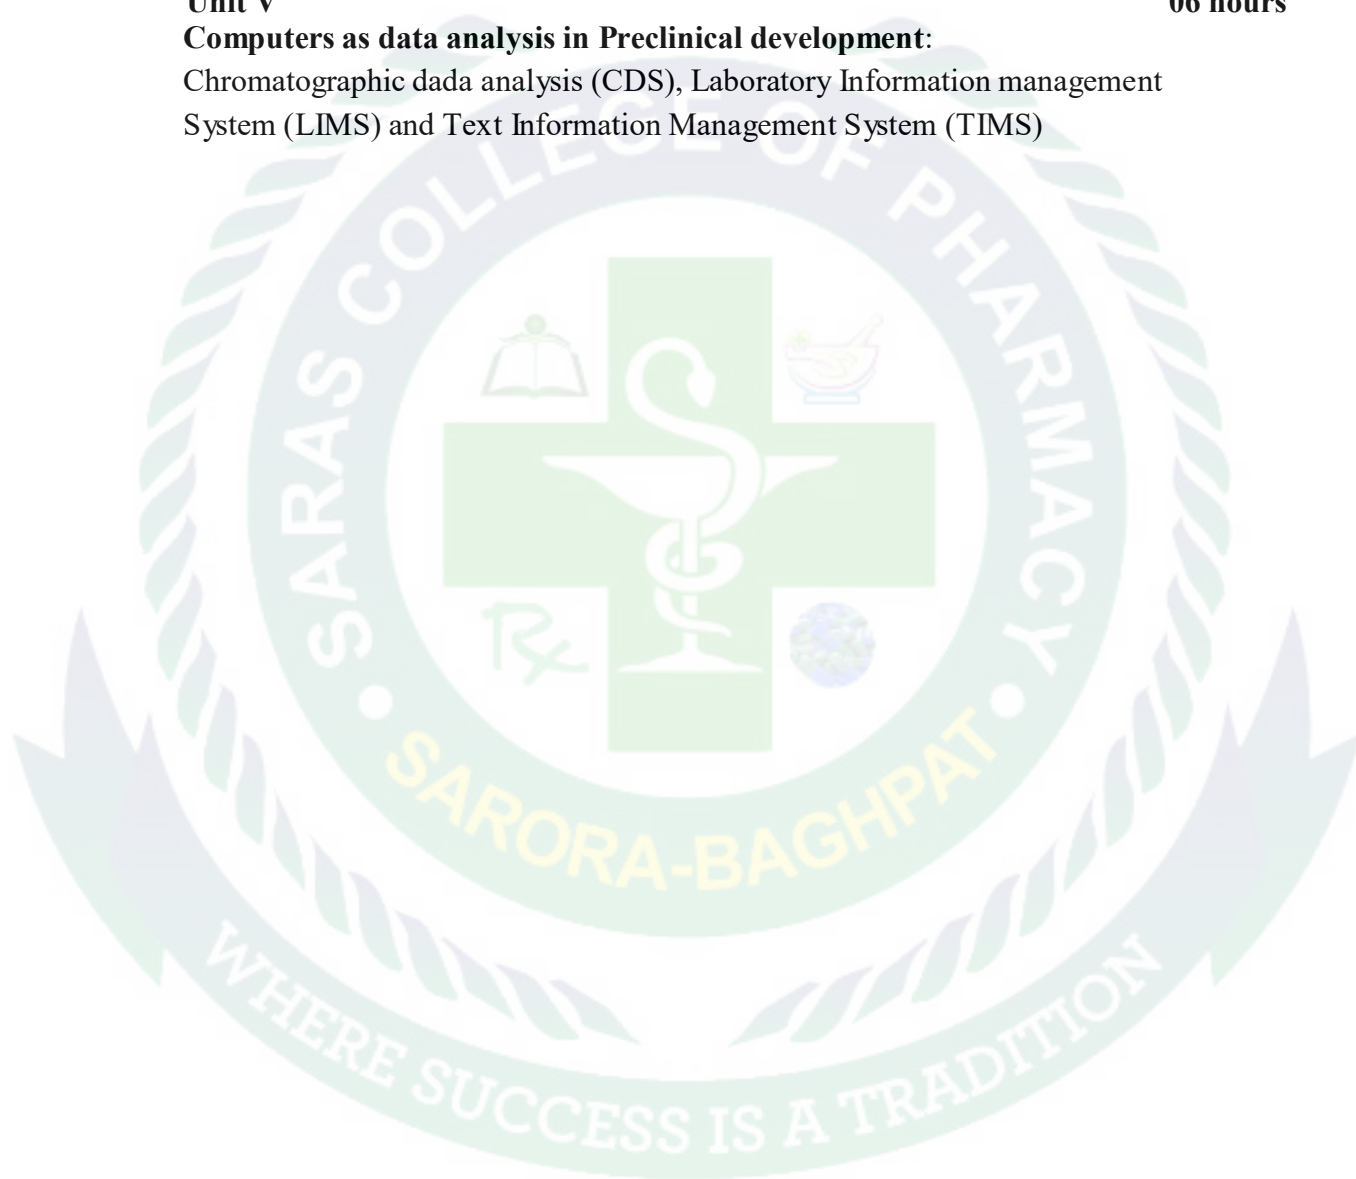 Unit V 06 hours
Computers as data analysis in Preclinical development:
Chromatographic dada analysis (CDS), Laboratory Information management
System (LIMS) and Text Information Management System (TIMS)
SARAS COLLEGE OF PHARMACY
SARORA-BAGHPAT
Rx
WHERE SUCCESS IS A TRADITION